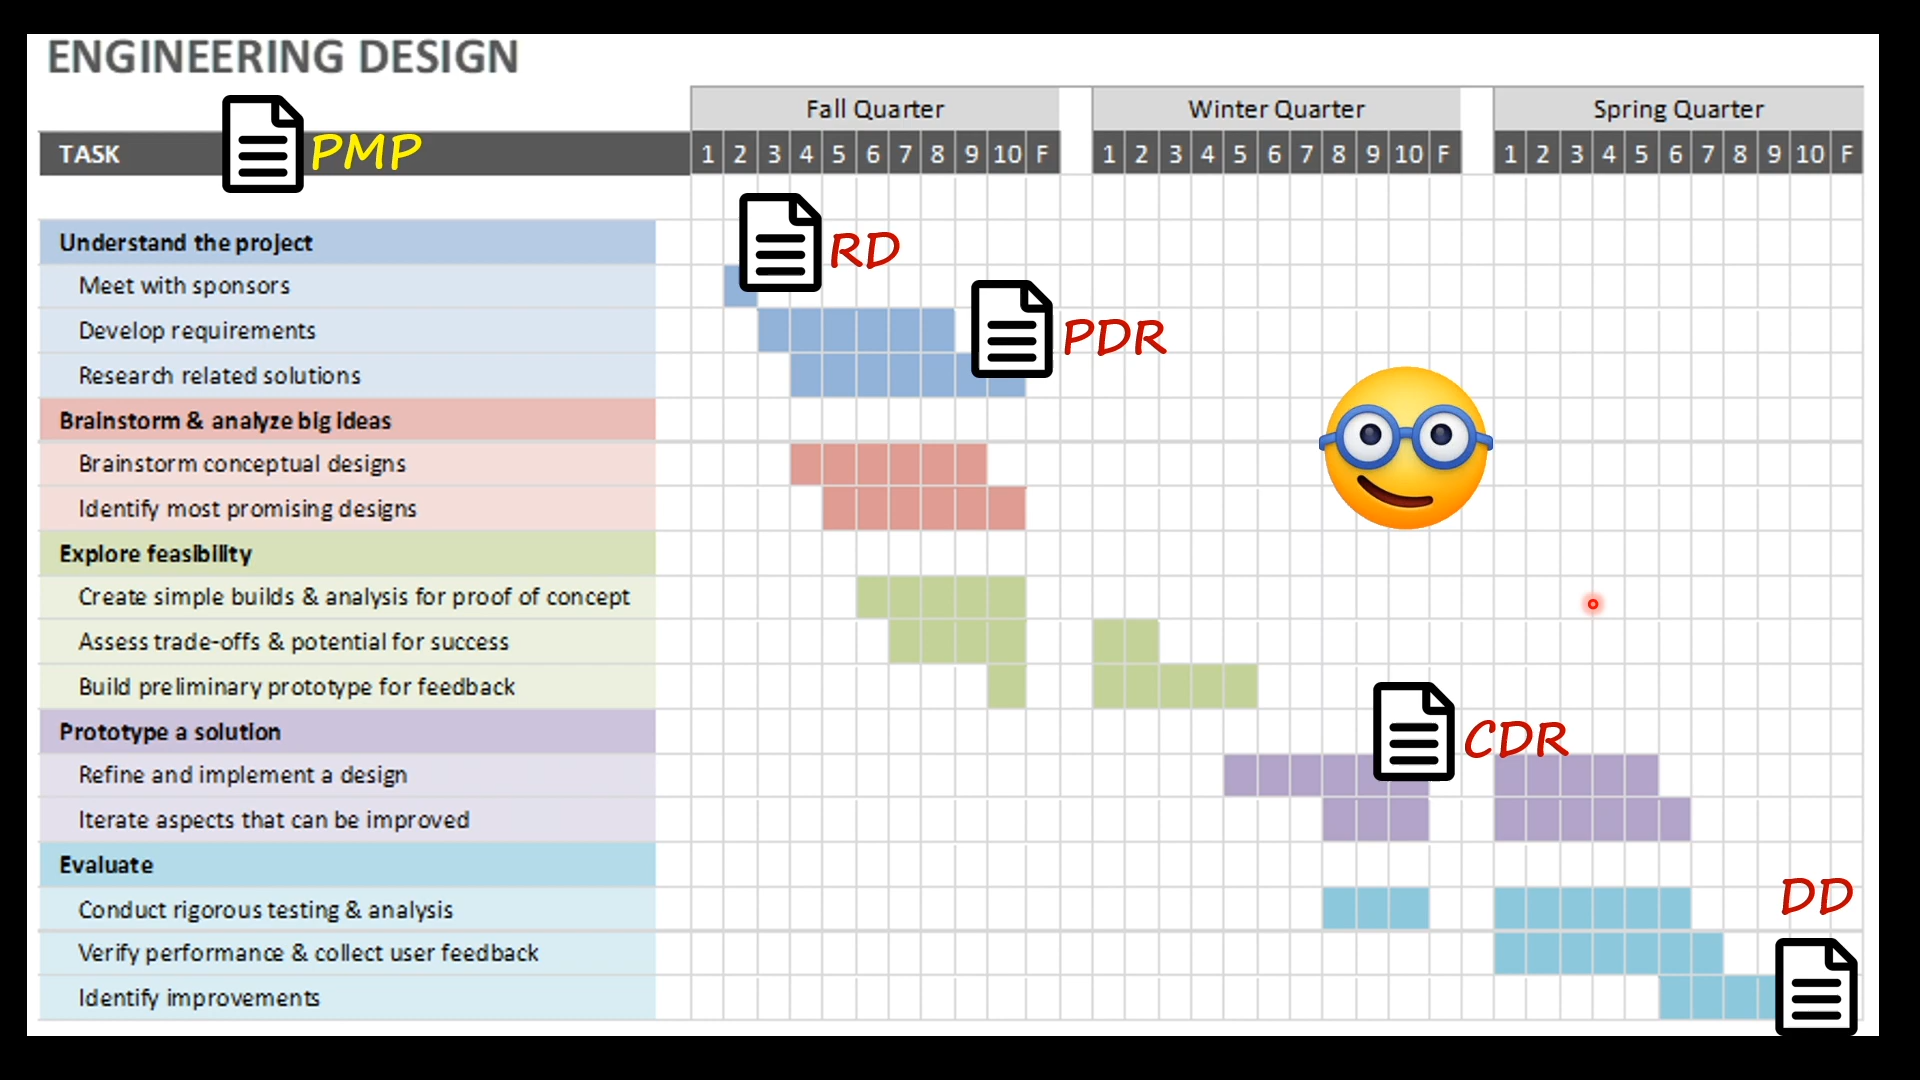 ENGINEERING DESIGN
Fall Quarter Winter Quarter Spring Quarter
TASK PMP 1 2 3 4 5 6 7 8 9 10 F 1 2 3 4 5 6 7 8 9 10 F 1 2 3 4 5 6 7 8 9 10 F
Understand the project
RD
Meet with sponsors
Develop requirements
PDR
Research related solutions
Brainstorm & analyze big ideas
Brainstorm conceptual designs
Identify most promising designs
Explore feasibility
Create simple builds & analysis for proof of concept
Assess trade-offs & potential for success
Build preliminary prototype for feedback
Prototype a solution
CDR
Refine and implement a design
Iterate aspects that can be improved
Evaluate
DD
Conduct rigorous testing & analysis
Verify performance & collect user feedback
Identify improvements